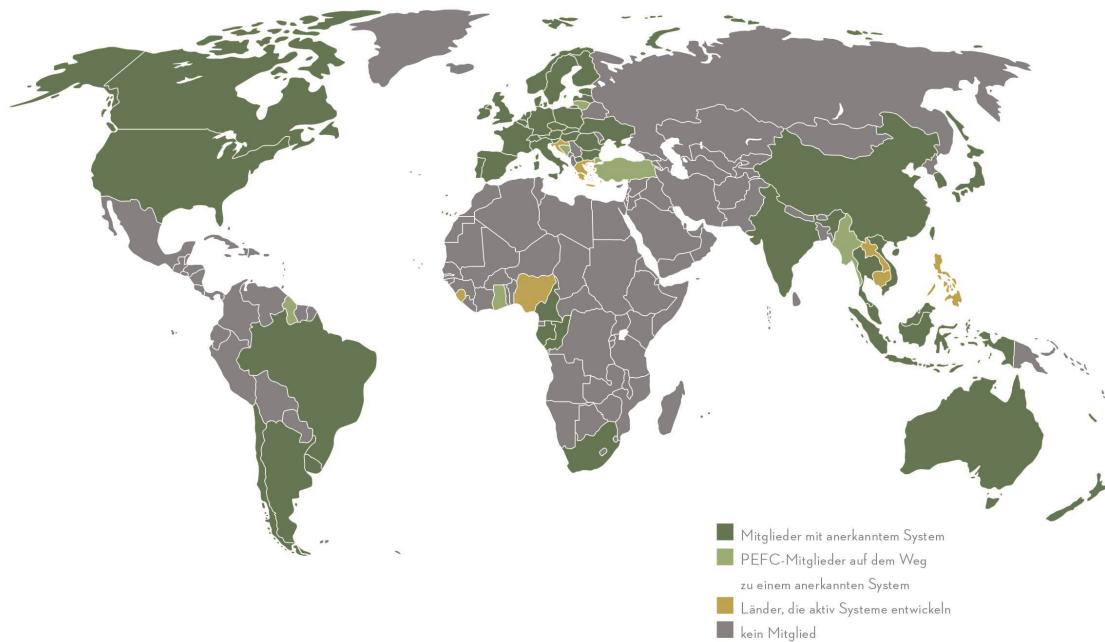 Mitglieder mit anerkanntem System
PEFC-Mitglieder auf dem Weg
zu einem anerkannten System
Länder, die aktiv Systeme entwickeln
kein Mitglied